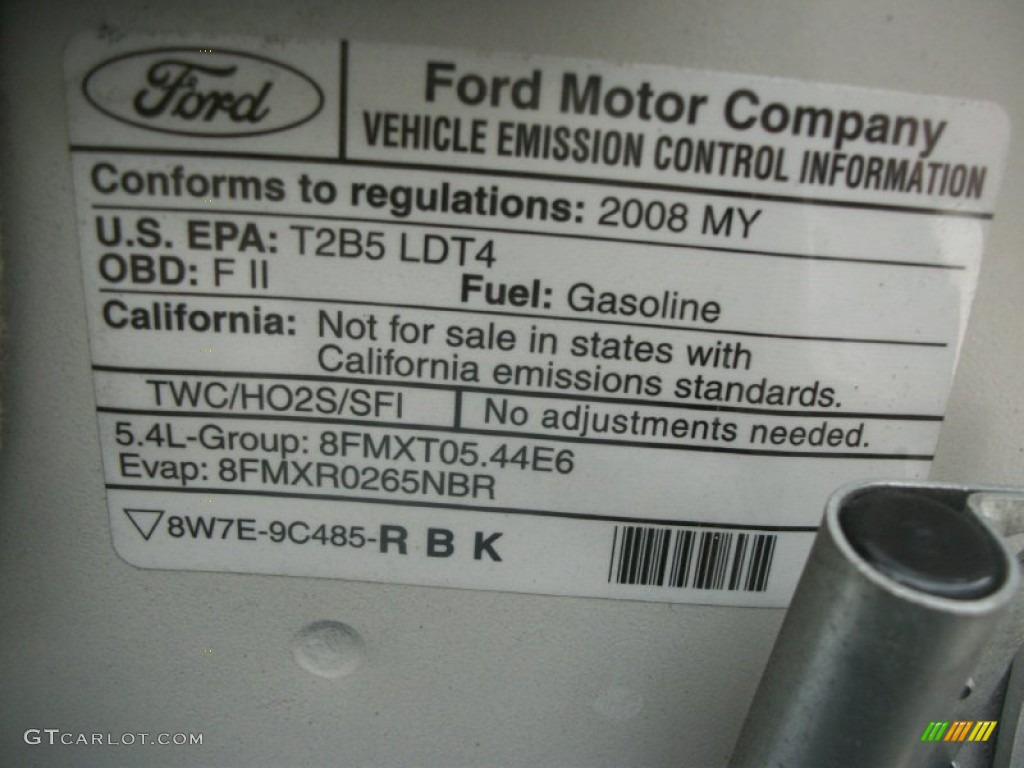 Ford
Ford Motor Company
VEHICLE EMISSION CONTROL INFORMATION
Conforms to regulations: 2008 MY
U.S. EPA: T2B5 LDT4
OBD: F II Fuel: Gasoline
California: Not for sale in states with
California emissions standards.
TWC/HO2S/SFI No adjustments needed.
5.4L-Group: 8FMXT05.44E6
Evap: 8FMXR0265NBR
8W7E-9C485-R B K
GTCARLOT.COM